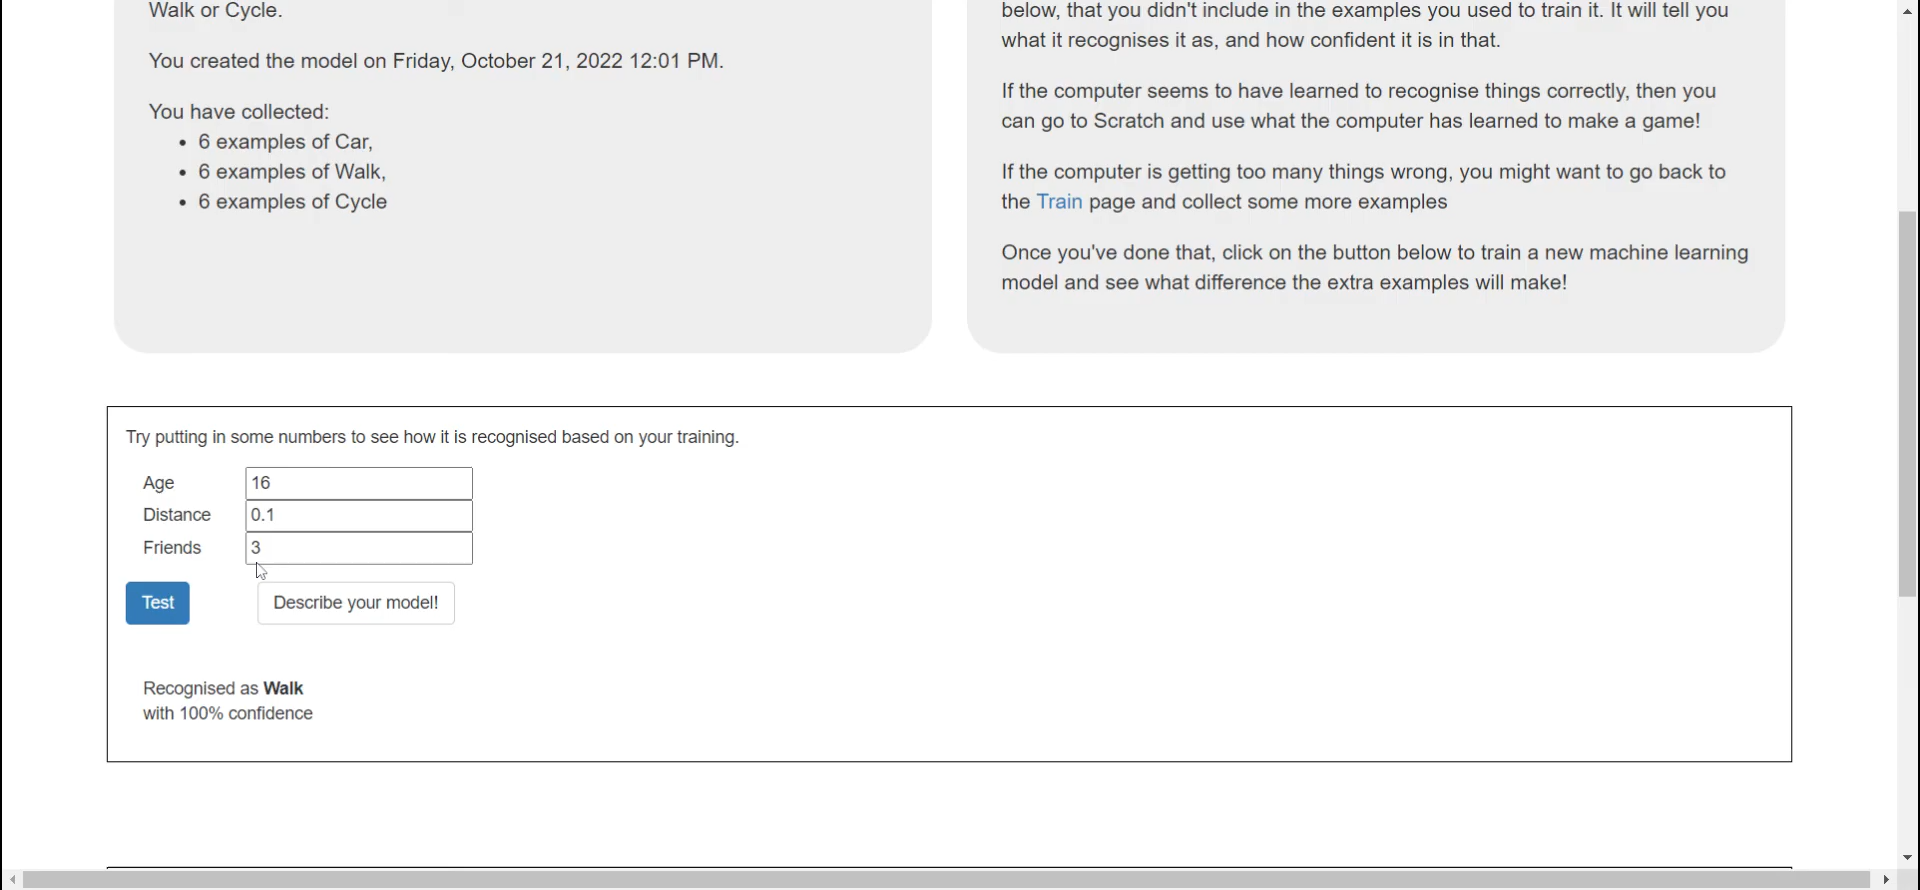 Walk or Cycle.
You created the model on Friday, October 21, 2022 12:01 PM.
You have collected:
6 examples of Car,
6 examples of Walk,
6 examples of Cycle
below, that you didn't include in the examples you used to train it. It will tell you
what it recognises it as, and how confident it is in that.
If the computer seems to have learned to recognise things correctly, then you
can go to Scratch and use what the computer has learned to make a game!
If the computer is getting too many things wrong, you might want to go back to
the Train page and collect some more examples
Once you've done that, click on the button below to train a new machine learning
model and see what difference the extra examples will make!
Try putting in some numbers to see how it is recognised based on your training.
Age 16
Distance 0.1
Friends 3
Test Describe your model!
Recognised as Walk
with 100% confidence